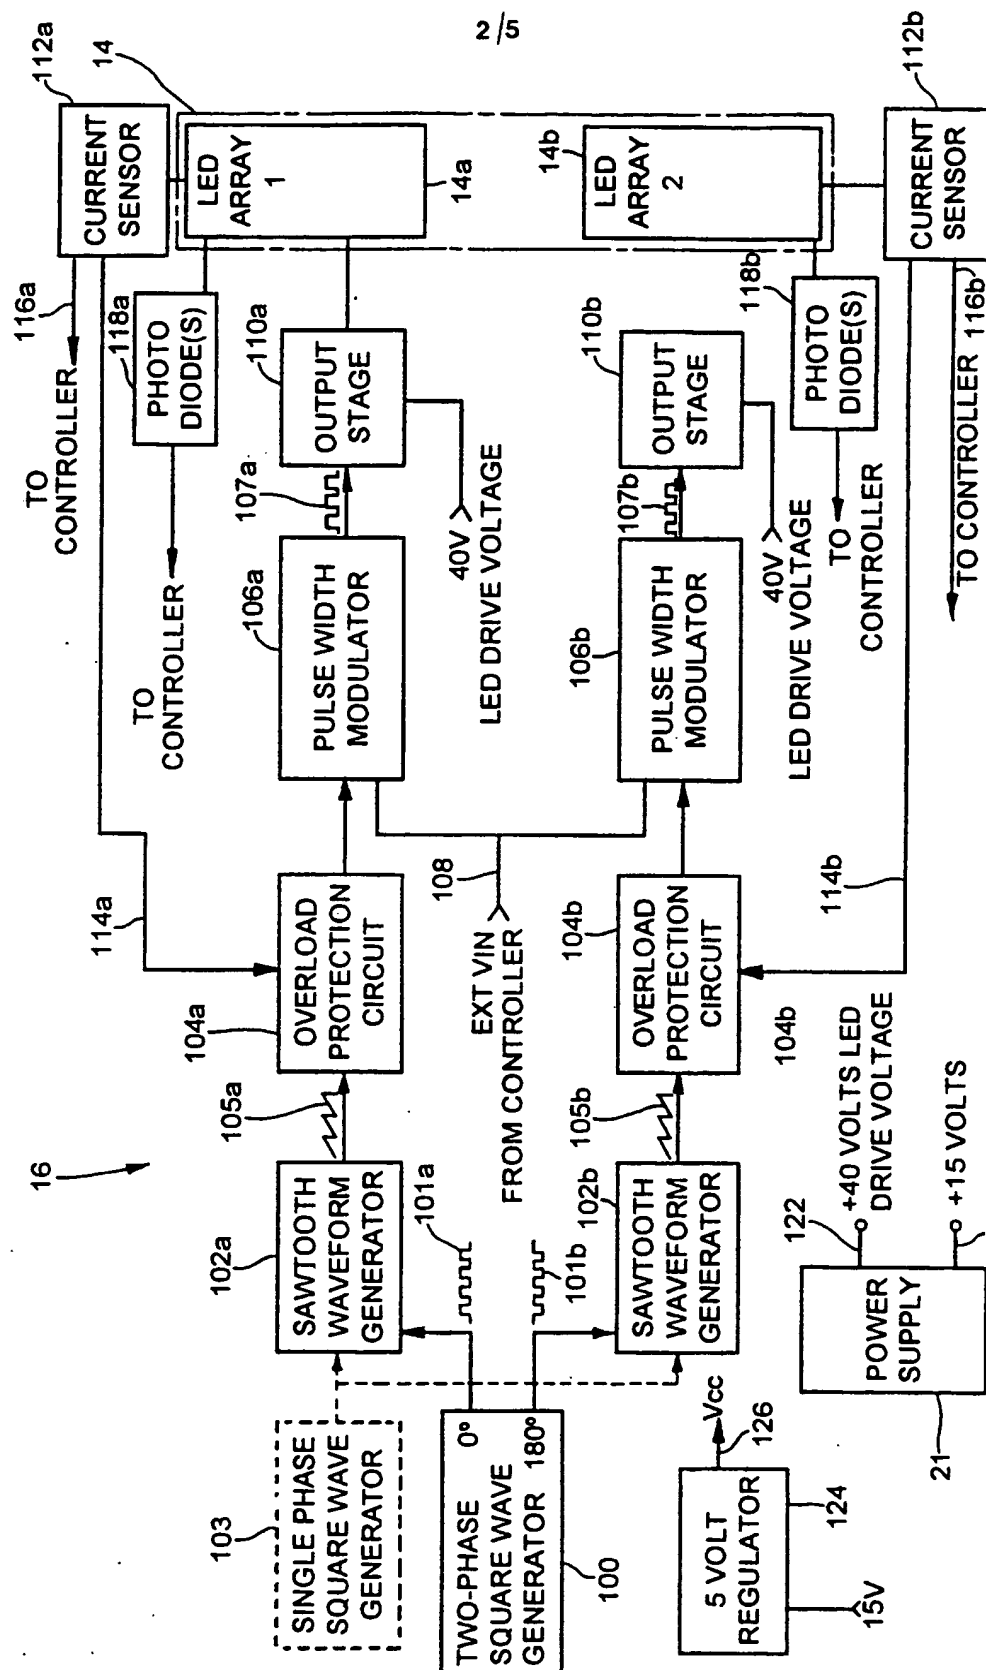 2/5
16
103
SINGLE PHASE
SQUARE WAVE
GENERATOR
TWO-PHASE
SQUARE WAVE
GENERATOR
0°
180°
100
101a
101b
102a
SAWTOOTH
WAVEFORM
GENERATOR
105a
104a
OVERLOAD
PROTECTION
CIRCUIT
114a
106a
PULSE WIDTH
MODULATOR
107a
110a
OUTPUT
STAGE
40V
LED DRIVE VOLTAGE
TO
CONTROLLER
118a
PHOTO
DIODE(S)
TO
CONTROLLER
116a
112a
CURRENT
SENSOR
14
LED
ARRAY
1
14a
EXT VIN
FROM CONTROLLER
108
102b
SAWTOOTH
WAVEFORM
GENERATOR
105b
104b
OVERLOAD
PROTECTION
CIRCUIT
104b
114b
106b
PULSE WIDTH
MODULATOR
107b
110b
OUTPUT
STAGE
40V
LED DRIVE VOLTAGE
14b
LED
ARRAY
2
118b
PHOTO
DIODE(S)
TO
CONTROLLER
112b
CURRENT
SENSOR
116b
TO CONTROLLER
5 VOLT
REGULATOR
15V
124
126
Vcc
POWER
SUPPLY
21
122
+40 VOLTS LED
DRIVE VOLTAGE
+15 VOLTS